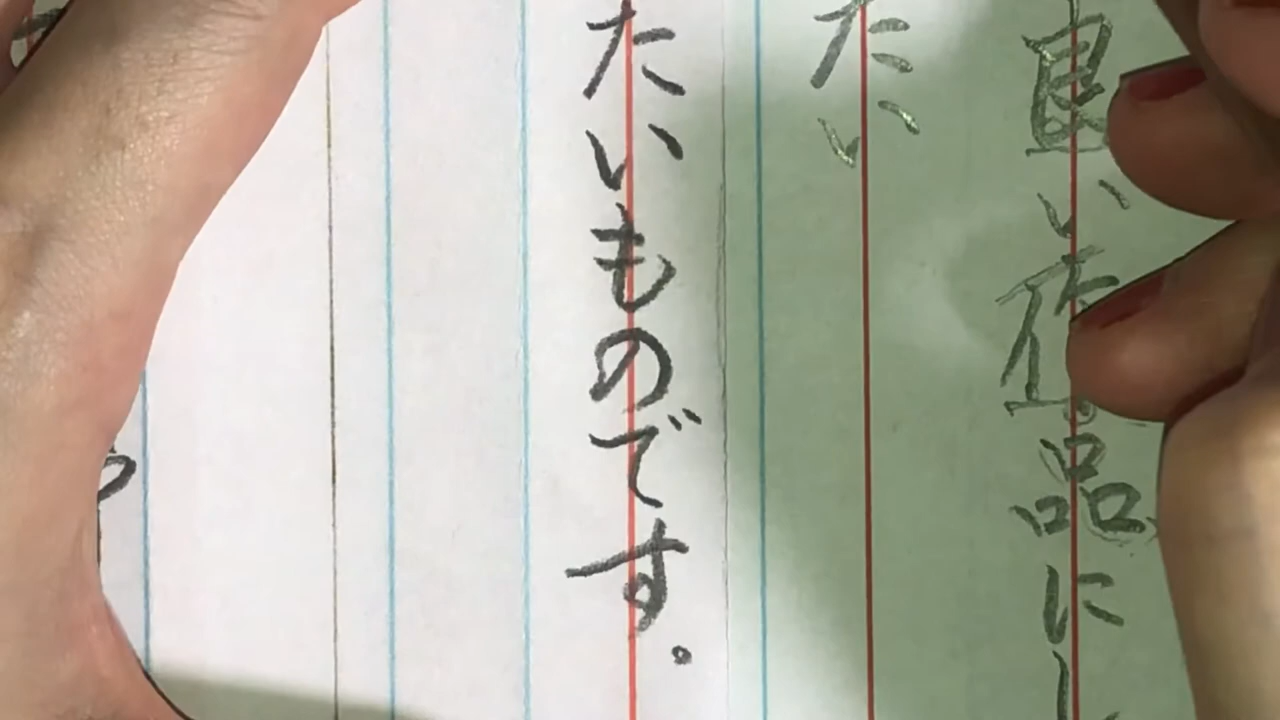 良い作品にし
たい
たいものです。